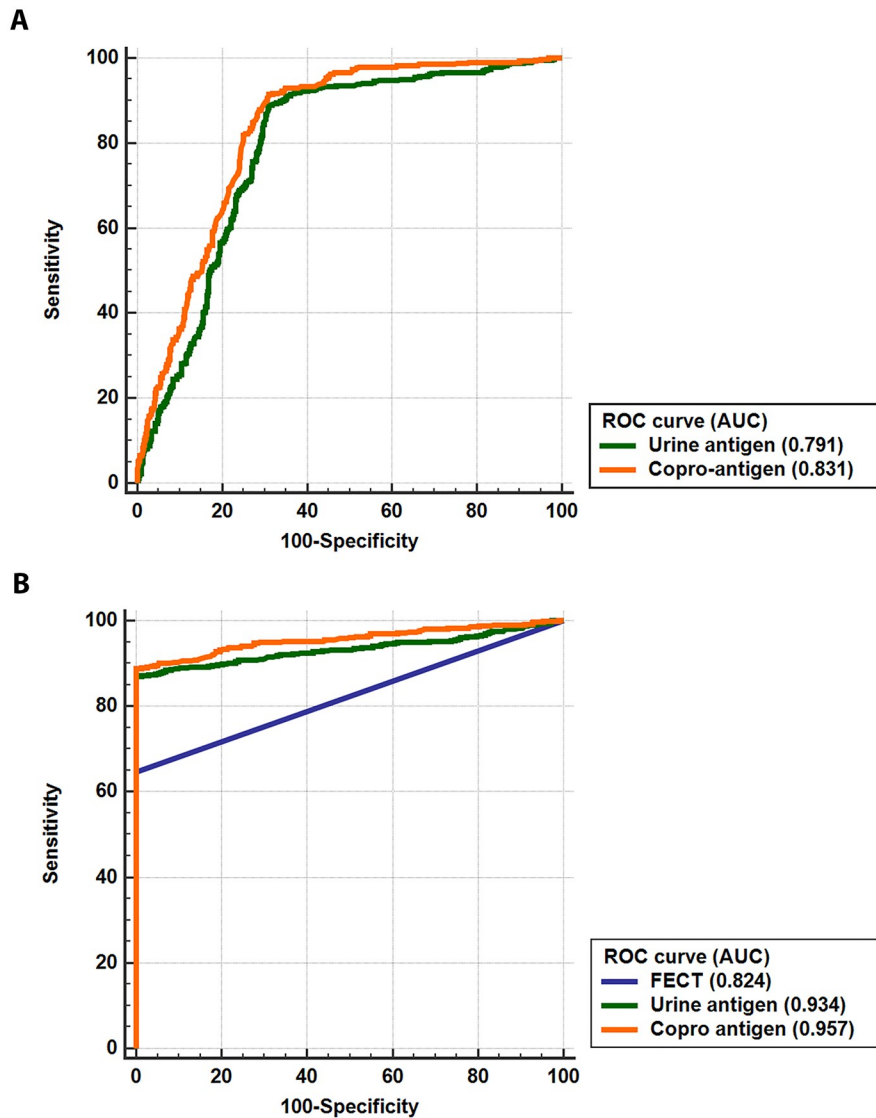 A
100
80
60
40
20
0
Sensitivity
0 20 40 60 80 100
100-Specificity
ROC curve (AUC)
Urine antigen (0.791)
Copro-antigen (0.831)
B
100
80
60
40
20
0
Sensitivity
0 20 40 60 80 100
100-Specificity
ROC curve (AUC)
FECT (0.824)
Urine antigen (0.934)
Copro antigen (0.957)